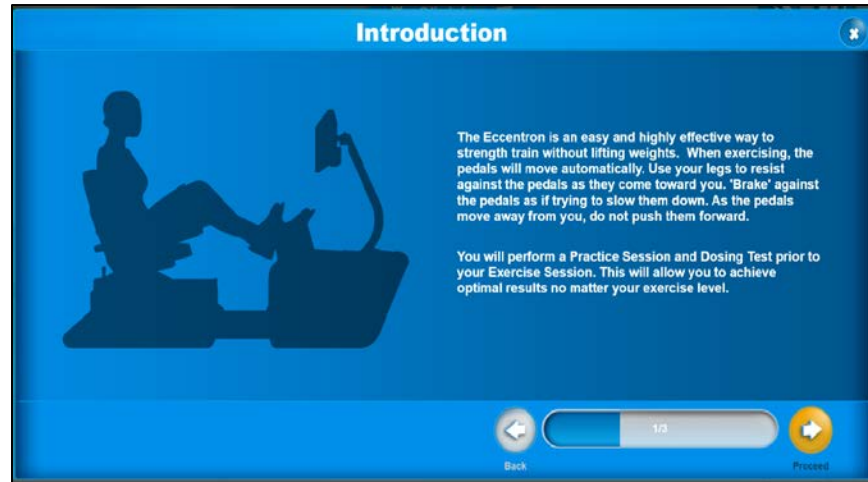 Introduction
The Eccentron is an easy and highly effective way to
strength train without lifting weights.  When exercising, the
pedals will move automatically. Use your legs to resist
against the pedals as they come toward you. 'Brake' against
the pedals as if trying to slow them down. As the pedals
move away from you, do not push them forward.
You will perform a Practice Session and Dosing Test prior to
your Exercise Session. This will allow you to achieve
optimal results no matter your exercise level.
1/3
Back
Proceed